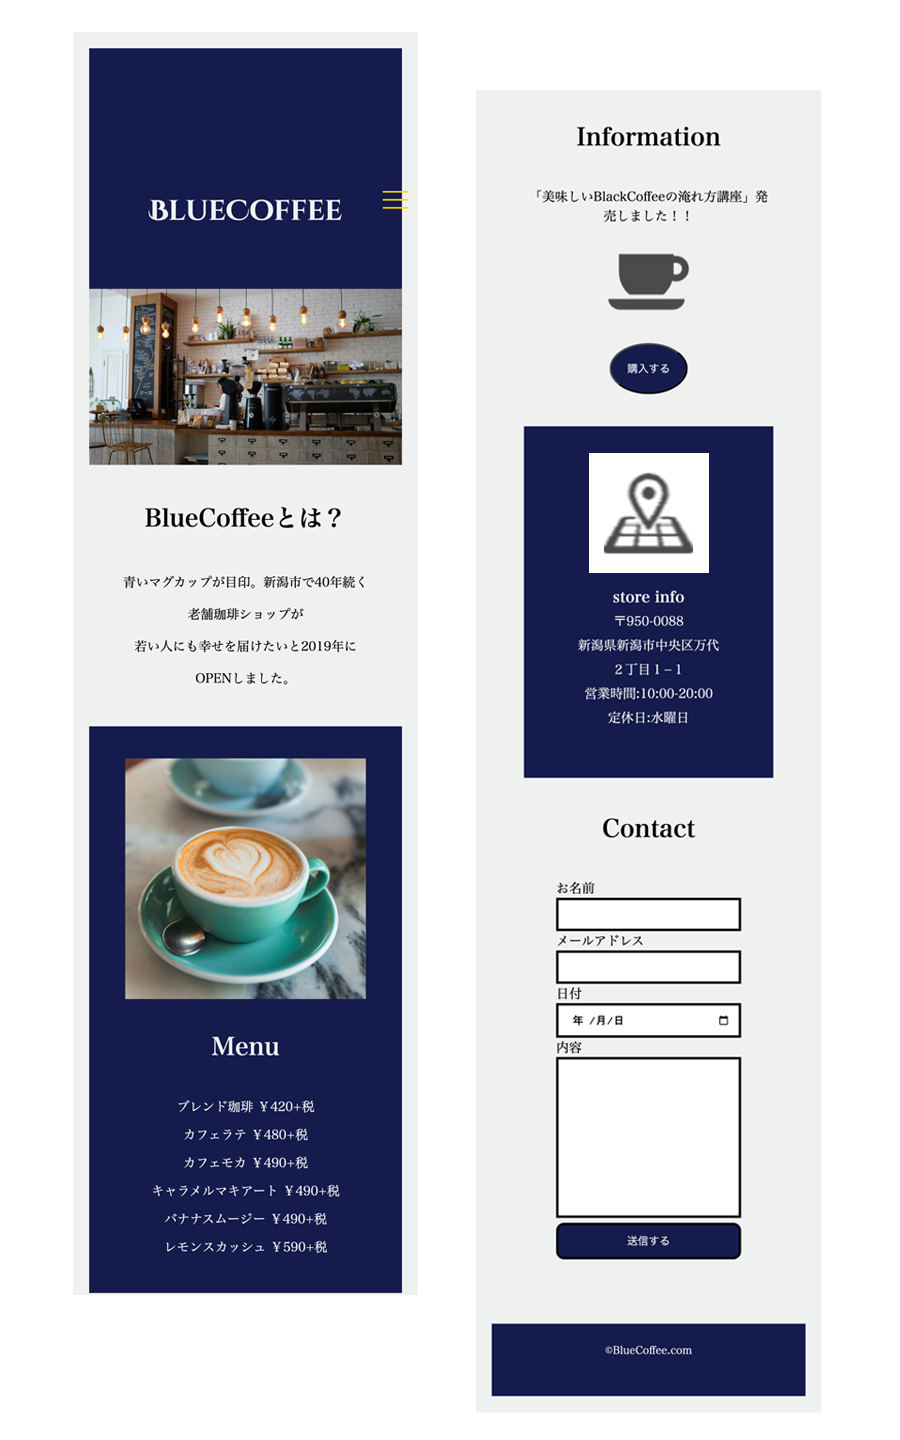 BLUECOFFEE
BlueCoffeeとは？
青いマグカップが目印。新潟市で40年続く
老舗珈琲ショップが
若い人にも幸せを届けたいと2019年に
OPENしました。
Menu
ブレンド珈琲 ￥420+税
カフェラテ ￥480+税
カフェモカ ￥490+税
キャラメルマキアート ￥490+税
バナナスムージー ￥490+税
レモンスカッシュ ￥590+税
Information
「美味しいBlackCoffeeの淹れ方講座」発
売しました！！
購入する
store info
〒950-0088
新潟県新潟市中央区万代
２丁目１−１
営業時間:10:00-20:00
定休日:水曜日
Contact
お名前
メールアドレス
日付
年 /月/日
内容
送信する
©BlueCoffee.com